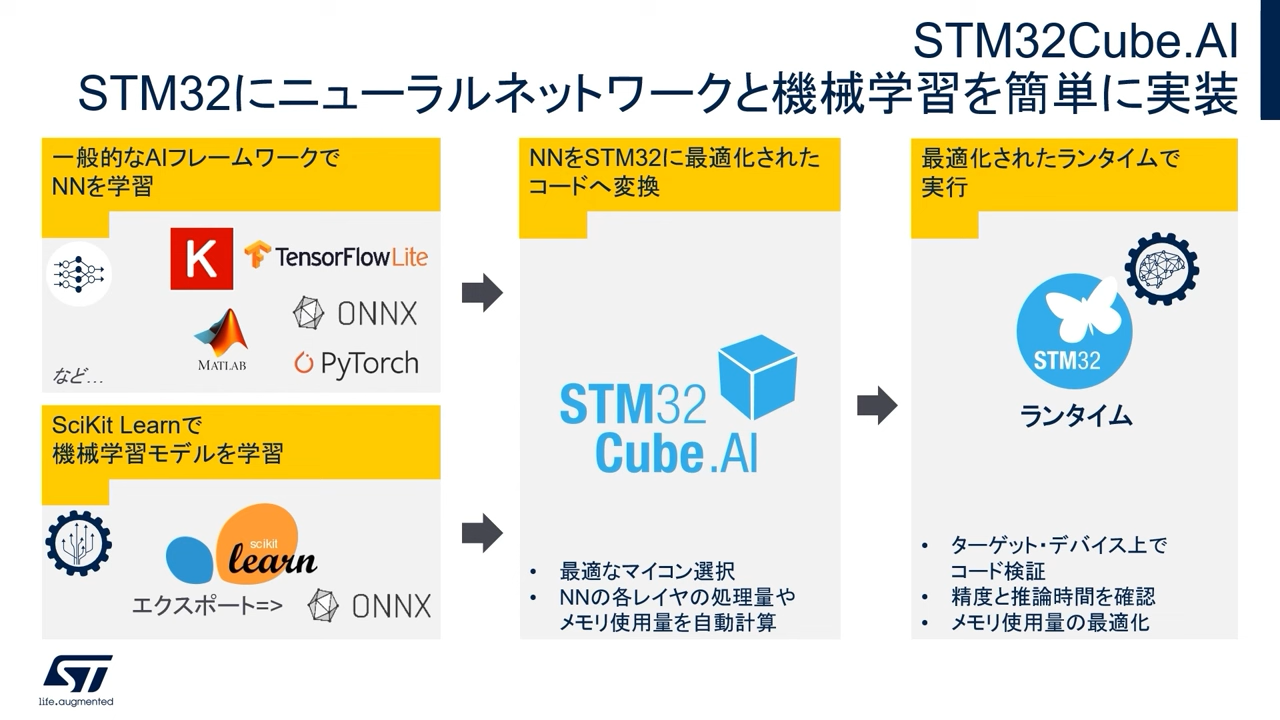 STM32Cube.AI
STM32にニューラルネットワークと機械学習を簡単に実装
一般的なAIフレームワークで
NNを学習
K
TensorFlowLite
ONNX
MATLAB
PyTorch
など…
SciKit Learnで
機械学習モデルを学習
scikit
learn
エクスポート=>
ONNX
NNをSTM32に最適化された
コードへ変換
STM32
Cube.AI
• 最適なマイコン選択
• NNの各レイヤの処理量や
メモリ使用量を自動計算
最適化されたランタイムで
実行
STM32
ランタイム
• ターゲット・デバイス上で
コード検証
• 精度と推論時間を確認
• メモリ使用量の最適化
ST
life.augmented